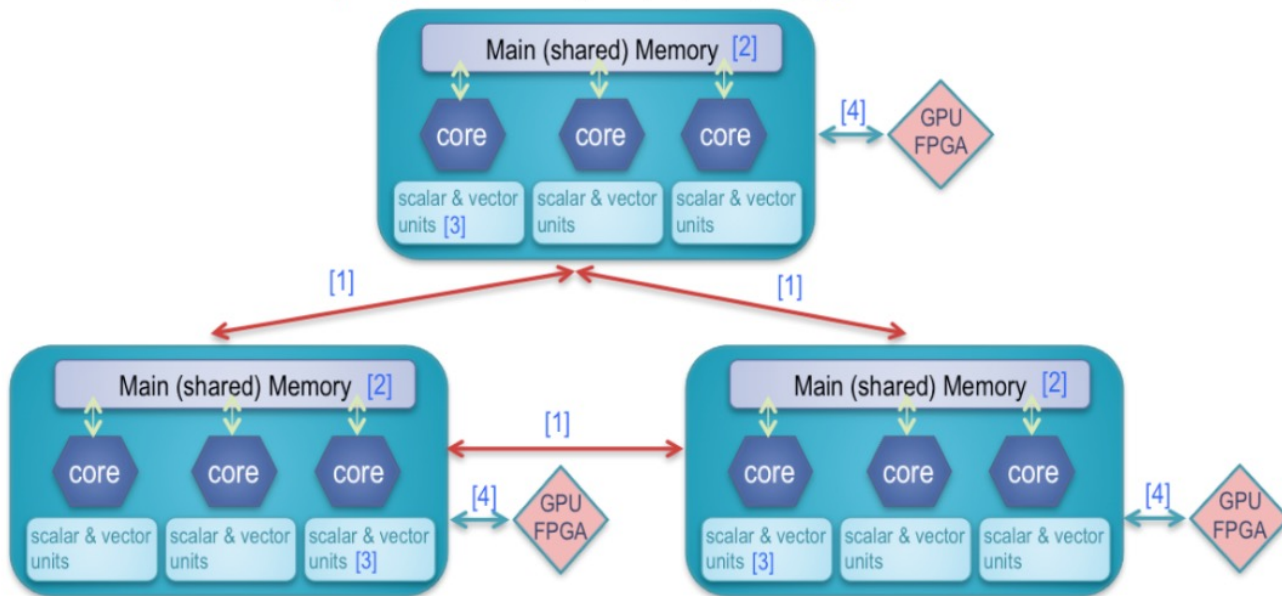 Main (shared) Memory [2]
core
core
core
[4]
GPU
FPGA
scalar & vector
units [3]
scalar & vector
units
scalar & vector
units
[1]
[1]
Main (shared) Memory [2]
core
core
core
scalar & vector
units
scalar & vector
units
scalar & vector
units [3]
[1]
[4]
GPU
FPGA
Main (shared) Memory [2]
core
core
core
scalar & vector
units [3]
scalar & vector
units
scalar & vector
units
[4]
GPU
FPGA